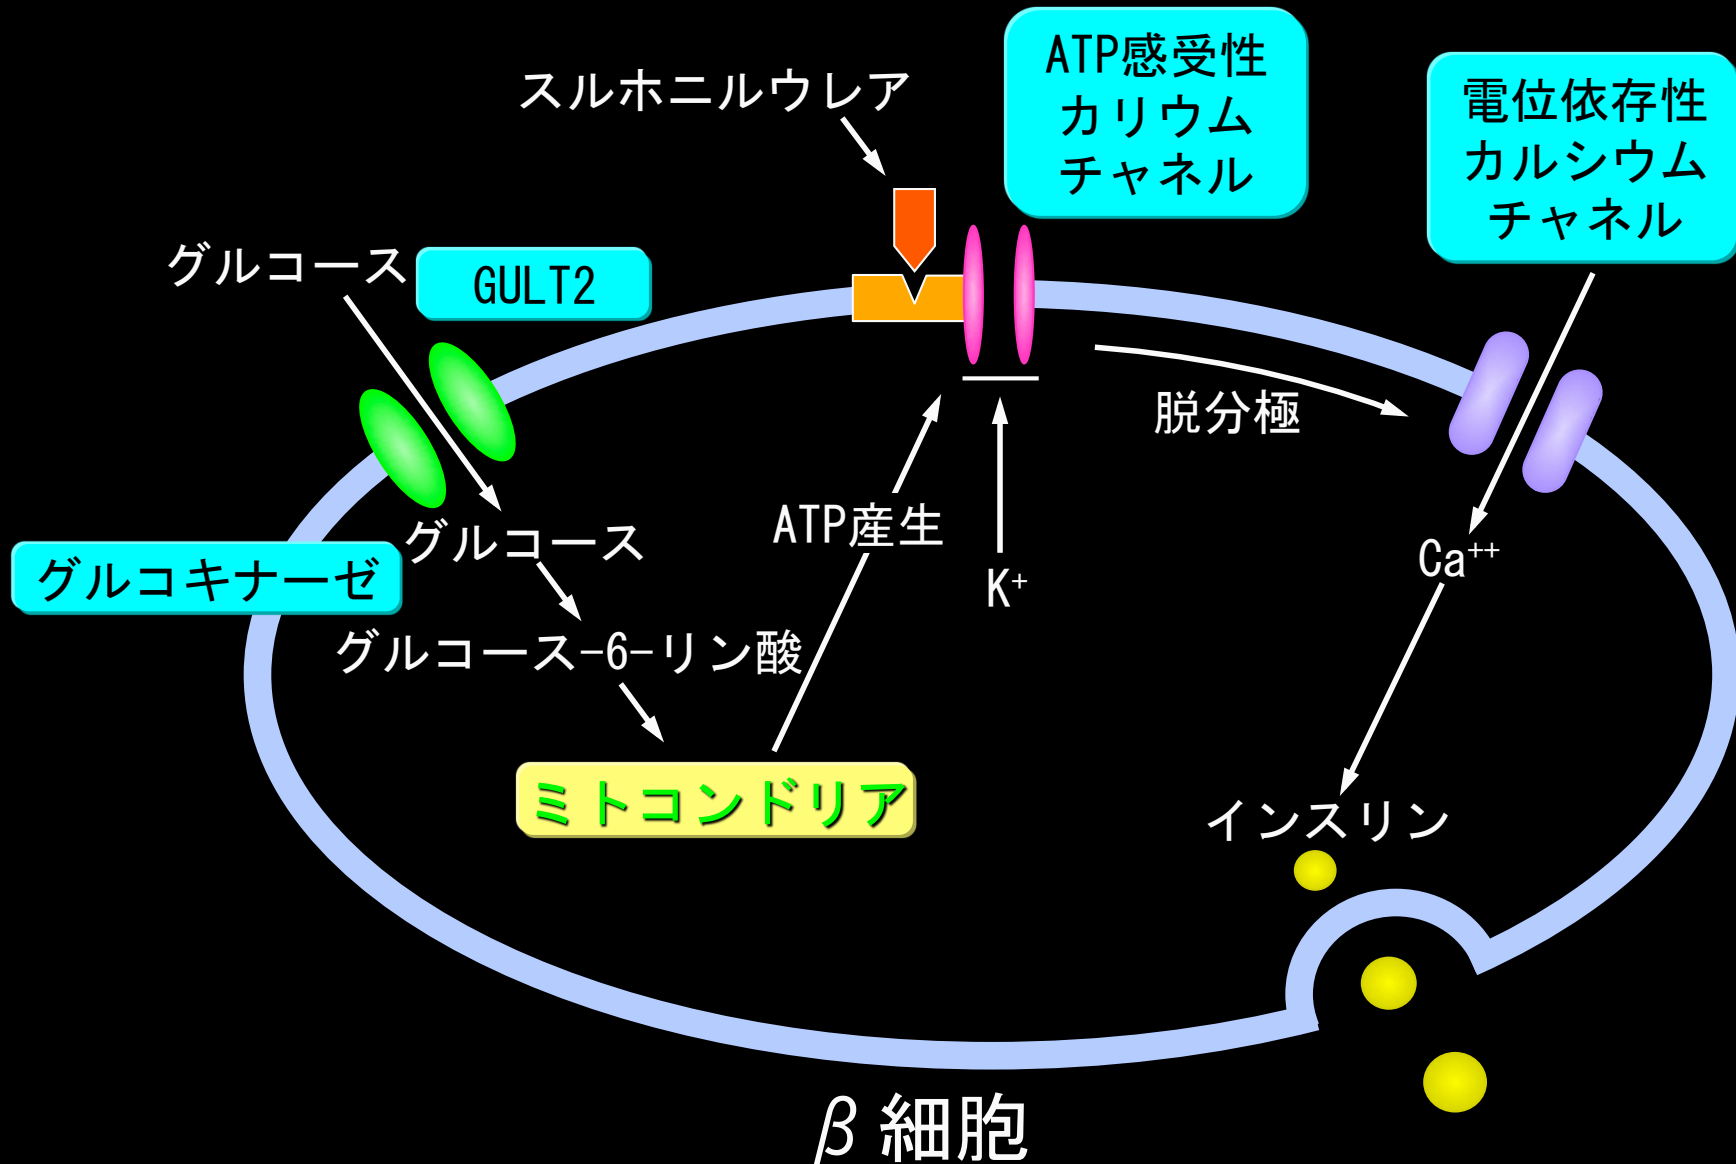 スルホニルウレア
ATP感受性
カリウム
チャネル
電位依存性
カルシウム
チャネル
グルコース
GULT2
脱分極
グルコース
ATP産生
グルコキナーゼ
K⁺
Ca⁺⁺
グルコース-6-リン酸
ミトコンドリア
インスリン
β細胞